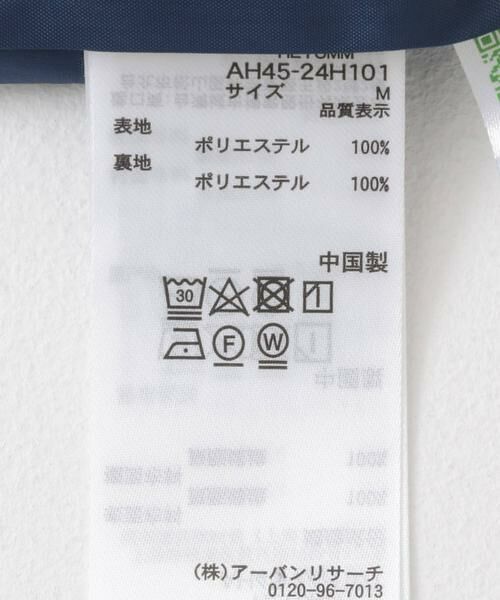 AH45-24H101
サイズ M
品質表示
表地
ポリエステル 100%
裏地
ポリエステル 100%
中国製
30
F W
(株)アーバンリサーチ
0120-96-7013